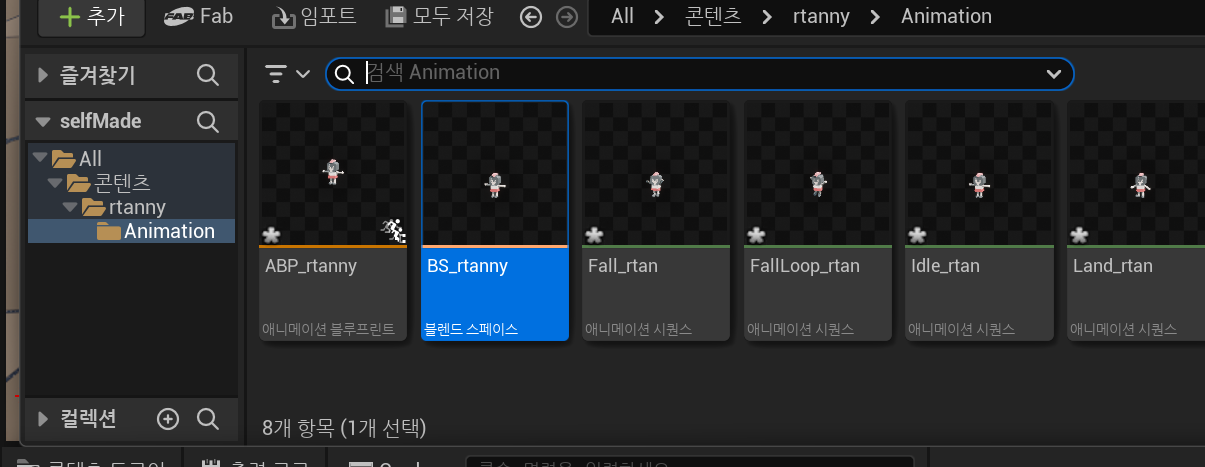 추가
Fab
임포트
모두 저장
All > 콘텐츠 > rtanny > Animation
즐겨찾기
검색 Animation
selfMade
All
콘텐츠
rtanny
Animation
ABP_rtanny
애니메이션 블루프린트
BS_rtanny
블렌드 스페이스
Fall_rtan
애니메이션 시퀀스
FallLoop_rtan
애니메이션 시퀀스
Idle_rtan
애니메이션 시퀀스
Land_rtan
애니메이션 시퀀스
컬렉션
8개 항목 (1개 선택)